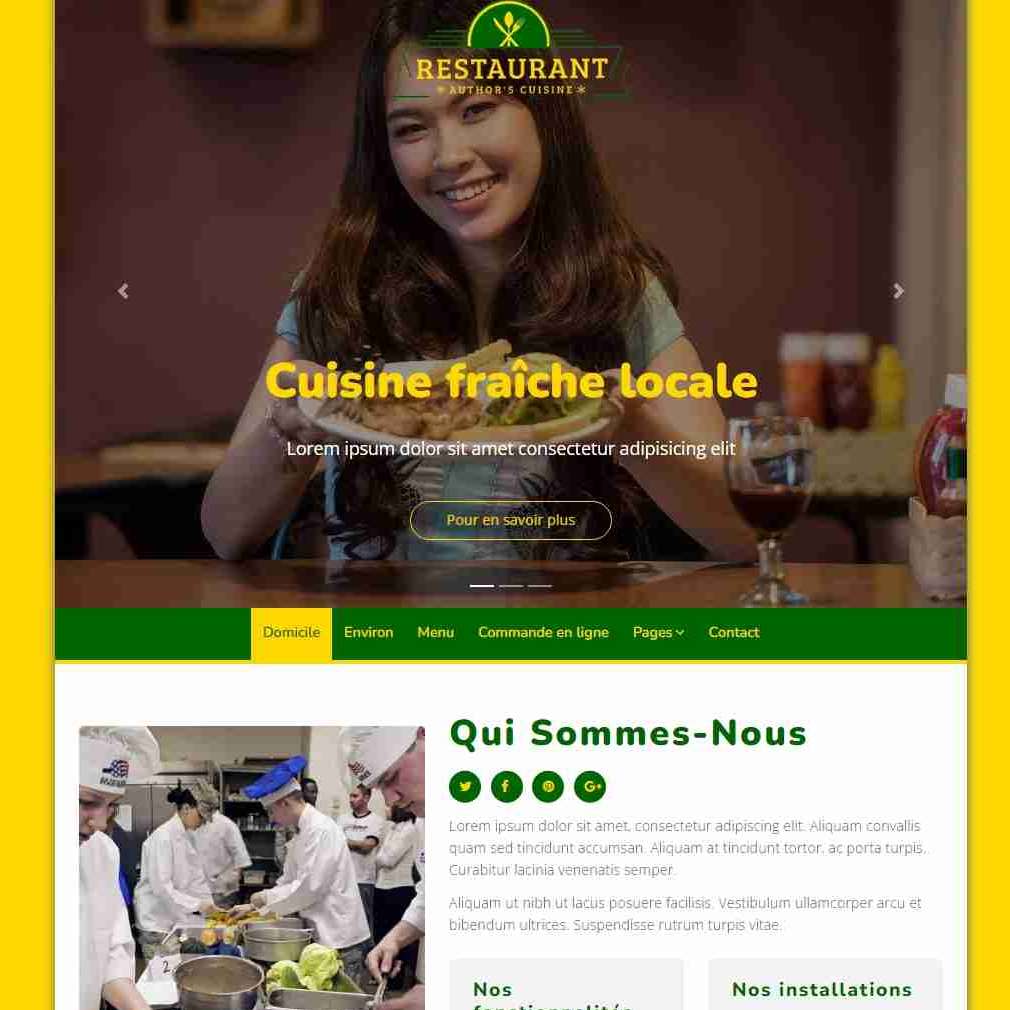 RESTAURANT
AUTHOR'S CUISINE
Cuisine fraîche locale
Lorem ipsum dolor sit amet consectetur adipisicing elit
Pour en savoir plus
Domicile Environ Menu Commande en ligne Pages Contact
Qui Sommes-Nous
Lorem ipsum dolor sit amet, consectetur adipiscing elit. Aliquam convallis
quam sed tincidunt accumsan. Aliquam at tincidunt tortor, ac porta turpis.
Curabitur lacinia venenatis semper.
Aliquam ut nibh ut lacus posuere facilisis. Vestibulum ullamcorper arcu et
bibendum ultrices. Suspendisse rutrum turpis vitae.
2
Nos
Nos installations